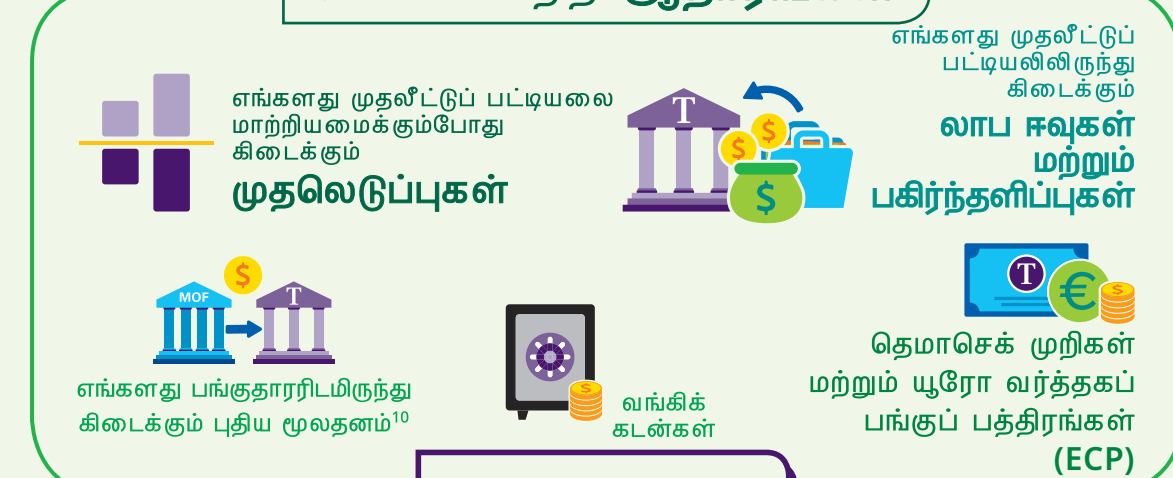 எங்களது முதலீட்டுப் பட்டியலை
மாற்றியமைக்கும்போது
கிடைக்கும்
முதலெடுப்புகள்
T
$
$
$
எங்களது முதலீட்டுப்
பட்டியலிலிருந்து
கிடைக்கும்
லாப ஈவுகள்
மற்றும்
பகிர்ந்தளிப்புகள்
MOF
$
T
எங்களது பங்குதாரரிடமிருந்து
கிடைக்கும் புதிய மூலதனம்10
$
வங்கிக்
கடன்கள்
T
€
$
தெமாசெக் முறிகள்
மற்றும் யூரோ வர்த்தகப்
பங்குப் பத்திரங்கள்
(ECP)